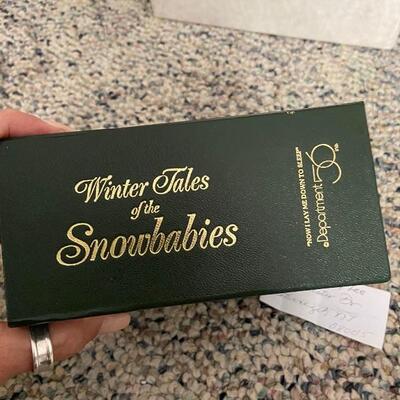 Winter Tales
of the
Snowbabies
"NOW I LAY ME DOWN TO SLEEP"
©Department 56 ®